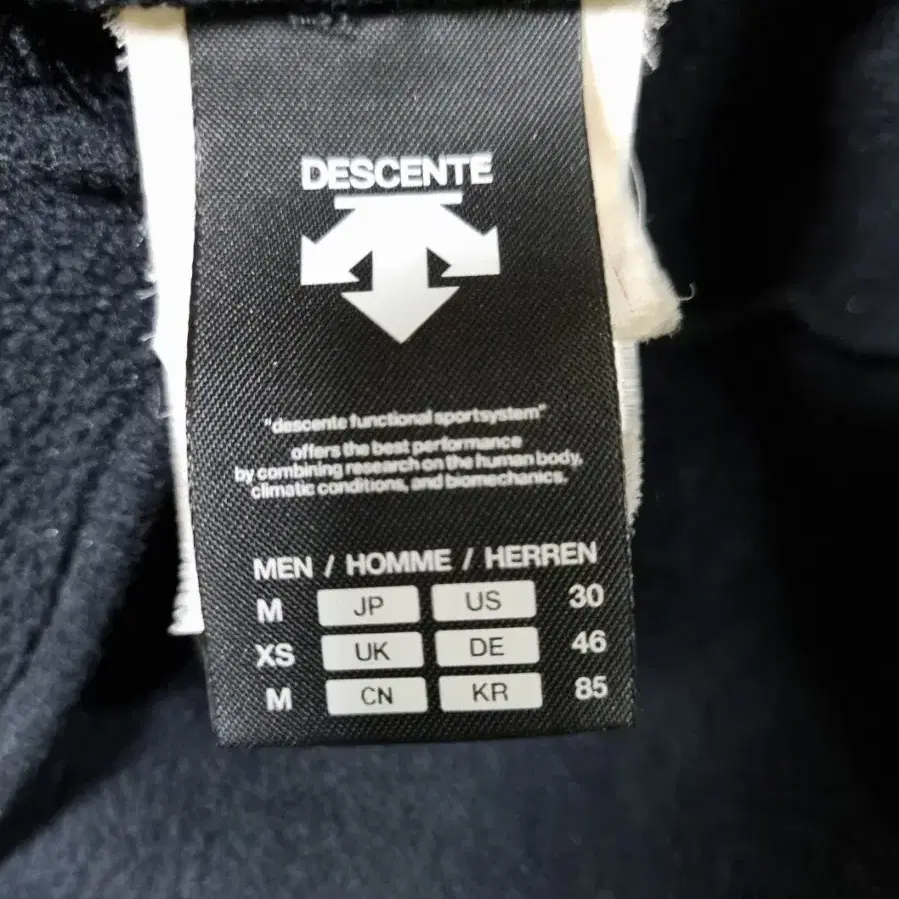 DESCENTE
"descente functional sportsystem"
offers the best performance
by combining research on the human body,
climatic conditions, and biomechanics.
MEN / HOMME / HERREN
M JP US 30
XS UK DE 46
M CN KR 85